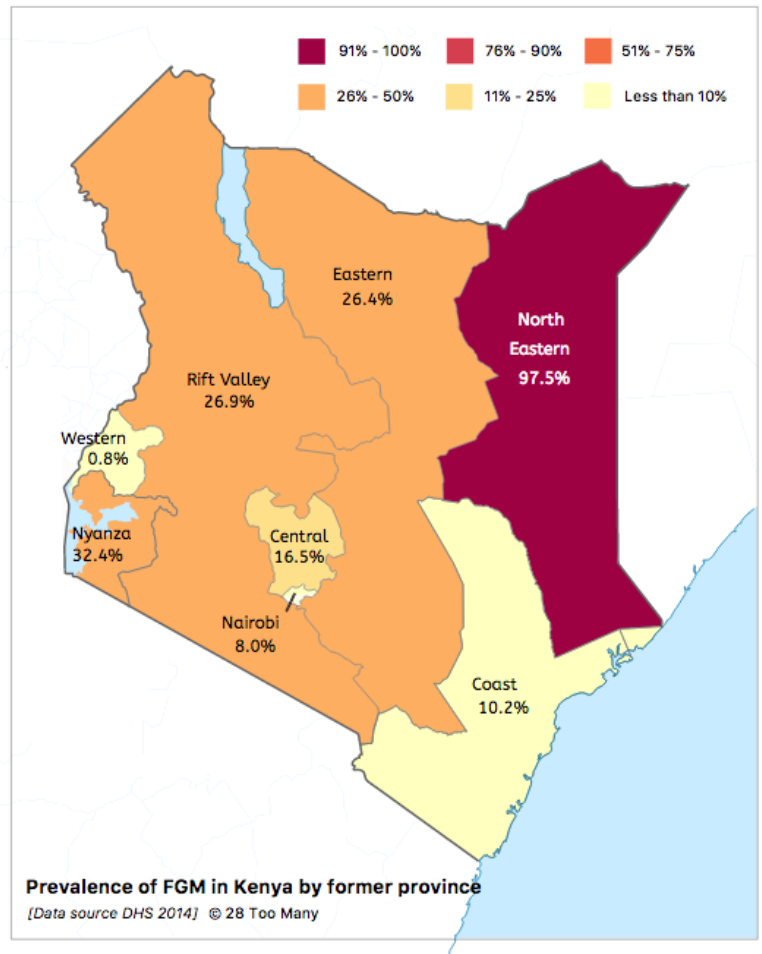 91% - 100%
76% - 90%
51% - 75%
26% - 50%
11% - 25%
Less than 10%
Eastern
26.4%
North
Eastern
97.5%
Rift Valley
26.9%
Western
0.8%
Nyanza
32.4%
Central
16.5%
Nairobi
8.0%
Coast
10.2%
Prevalence of FGM in Kenya by former province
[Data source DHS 2014] © 28 Too Many